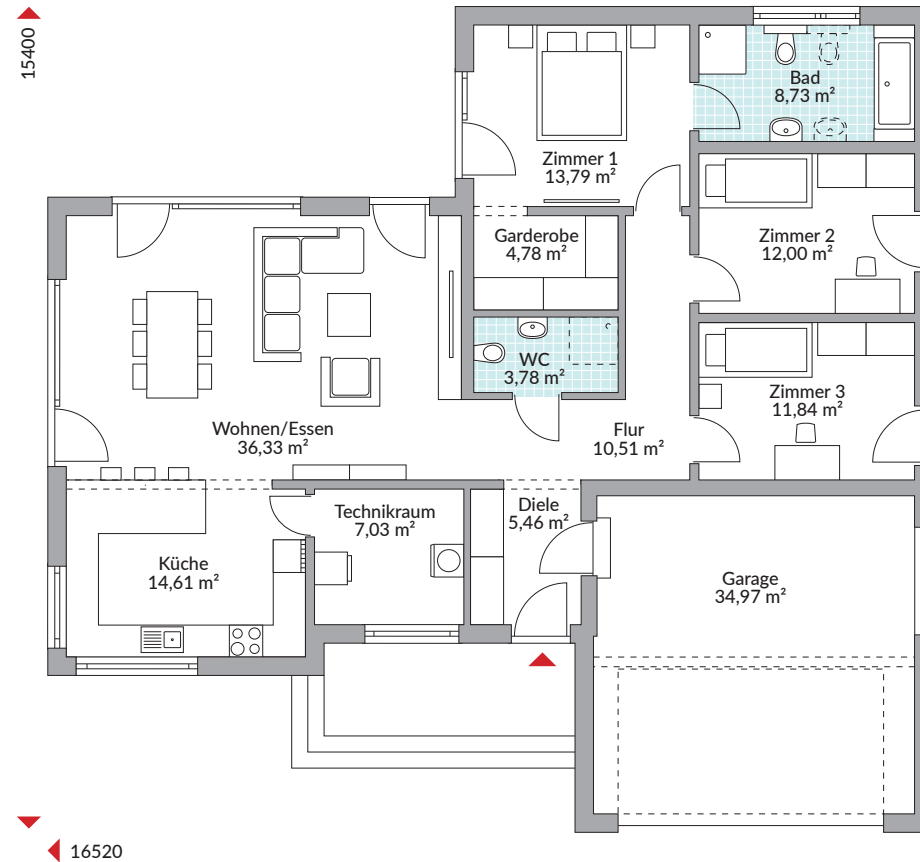 15400
Bad
8,73 m²
Zimmer 1
13,79 m²
Garderobe
4,78 m²
Zimmer 2
12,00 m²
WC
3,78 m²
Zimmer 3
11,84 m²
Wohnen/Essen
36,33 m²
Flur
10,51 m²
Technikraum
7,03 m²
Diele
5,46 m²
Küche
14,61 m²
Garage
34,97 m²
16520